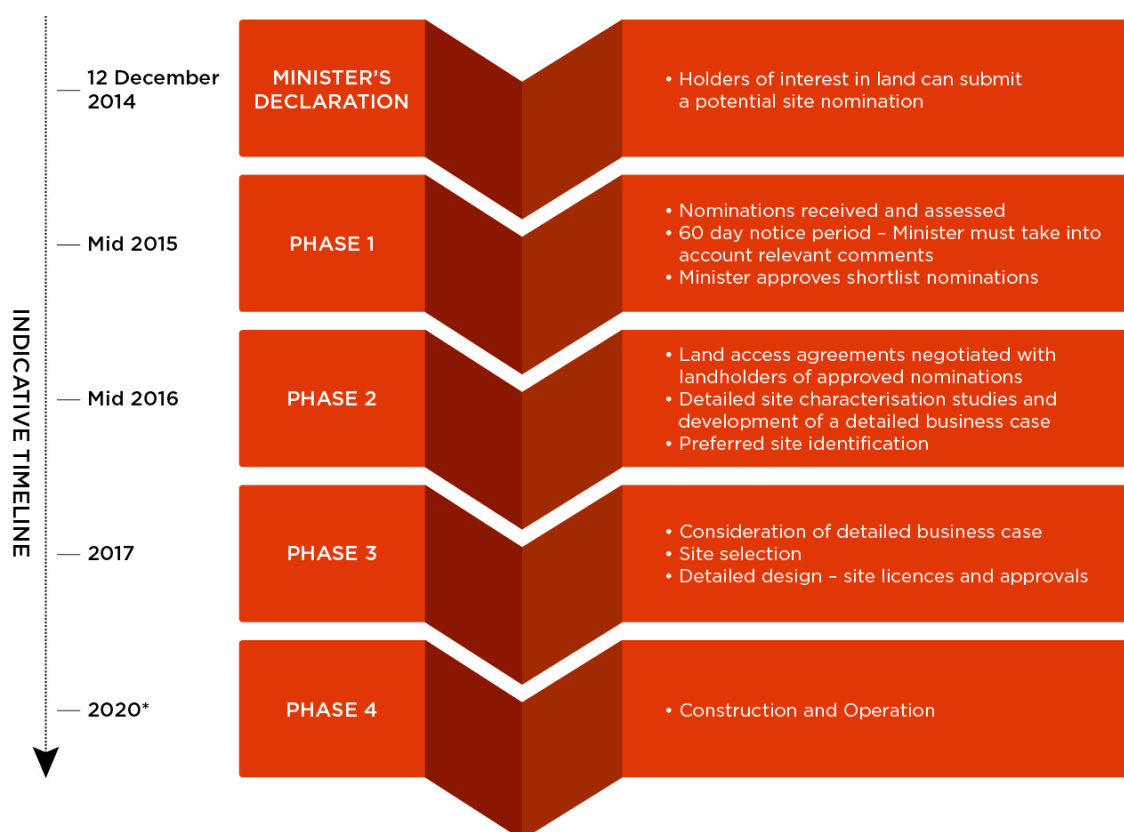 INDICATIVE TIMELINE
12 December
2014
MINISTER'S
DECLARATION
• Holders of interest in land can submit
a potential site nomination
Mid 2015
PHASE 1
• Nominations received and assessed
• 60 day notice period – Minister must take into
account relevant comments
• Minister approves shortlist nominations
Mid 2016
PHASE 2
• Land access agreements negotiated with
landholders of approved nominations
• Detailed site characterisation studies and
development of a detailed business case
• Preferred site identification
2017
PHASE 3
• Consideration of detailed business case
• Site selection
• Detailed design – site licences and approvals
2020*
PHASE 4
• Construction and Operation